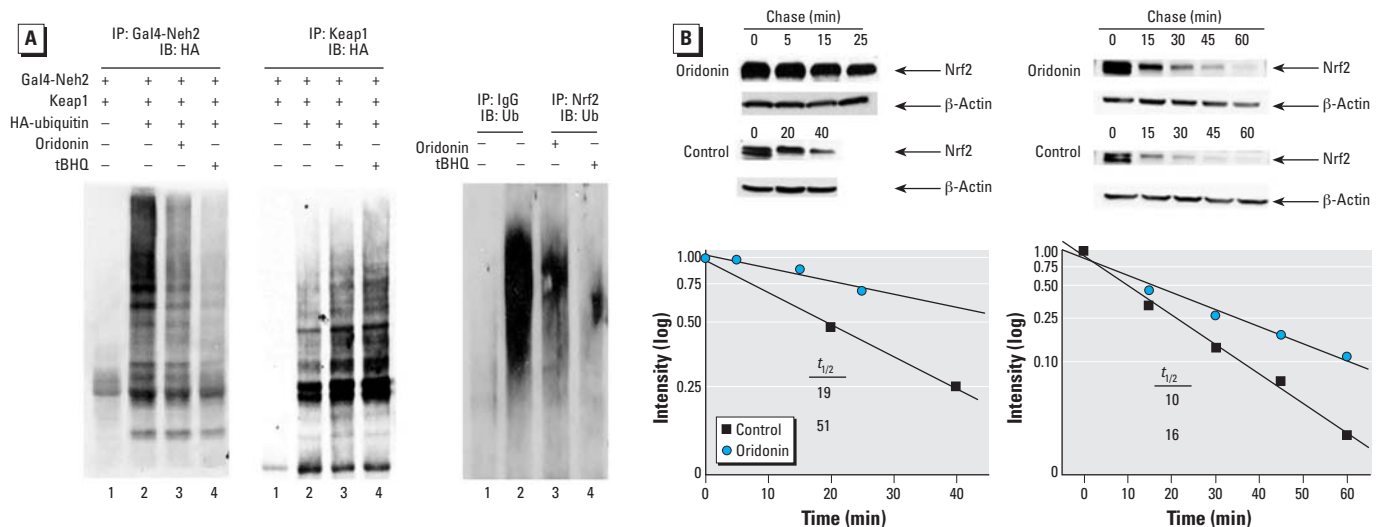 A
IP: Gal4-Neh2
IB: HA
IP: Keap1
IB: HA
Gal4-Neh2 + + + + + + + +
Keap1 + + + + + + + +
HA-ubiquitin – + + + – + + +
Oridonin – – + – – – + –
tBHQ – – – + – – – +
IP: IgG
IB: Ub
IP: Nrf2
IB: Ub
Oridonin – – + –
tBHQ – – – +
1 2 3 4
1 2 3 4
1 2 3 4
B
Chase (min)
0 5 15 25
Oridonin
Nrf2
β-Actin
0 20 40
Control
Nrf2
β-Actin
Chase (min)
0 15 30 45 60
Oridonin
Nrf2
β-Actin
0 15 30 45 60
Control
Nrf2
β-Actin
Intensity (log)
1.00
0.75
0.50
0.25
0
t1/2
19
51
Control
Oridonin
0 10 20 30 40
Time (min)
Intensity (log)
1.00
0.75
0.50
0.25
0.10
0
t1/2
10
16
0 10 20 30 40 50 60
Time (min)